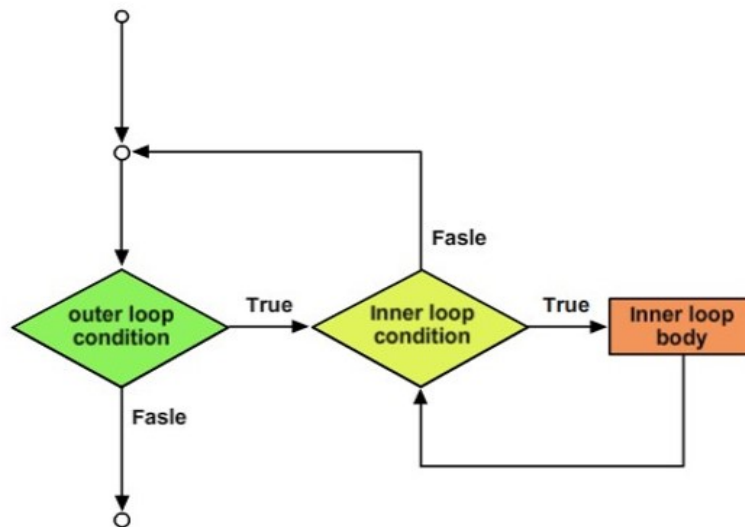 Fasle
outer loop
condition
True
Inner loop
condition
True
Inner loop
body
Fasle